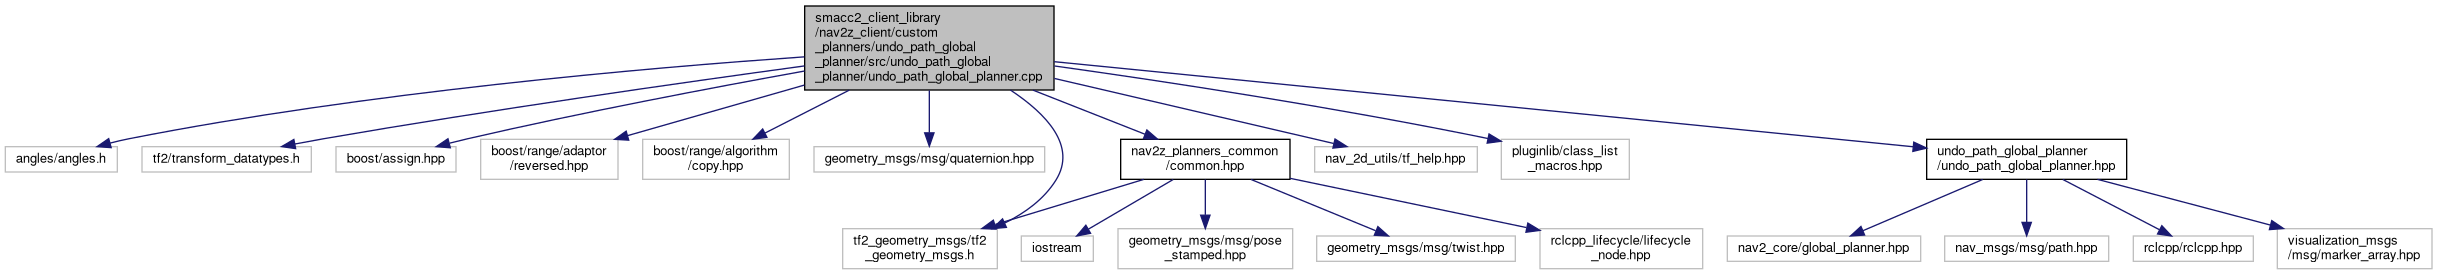 smacc2_client_library
/nav2z_client/custom
_planners/undo_path_global
_planner/src/undo_path_global
_planner/undo_path_global_planner.cpp
angles/angles.h
tf2/transform_datatypes.h
boost/assign.hpp
boost/range/adaptor
/reversed.hpp
boost/range/algorithm
/copy.hpp
geometry_msgs/msg/quaternion.hpp
nav2z_planners_common
/common.hpp
nav_2d_utils/tf_help.hpp
pluginlib/class_list
_macros.hpp
undo_path_global_planner
/undo_path_global_planner.hpp
tf2_geometry_msgs/tf2
_geometry_msgs.h
iostream
geometry_msgs/msg/pose
_stamped.hpp
geometry_msgs/msg/twist.hpp
rclcpp_lifecycle/lifecycle
_node.hpp
nav2_core/global_planner.hpp
nav_msgs/msg/path.hpp
rclcpp/rclcpp.hpp
visualization_msgs
/msg/marker_array.hpp